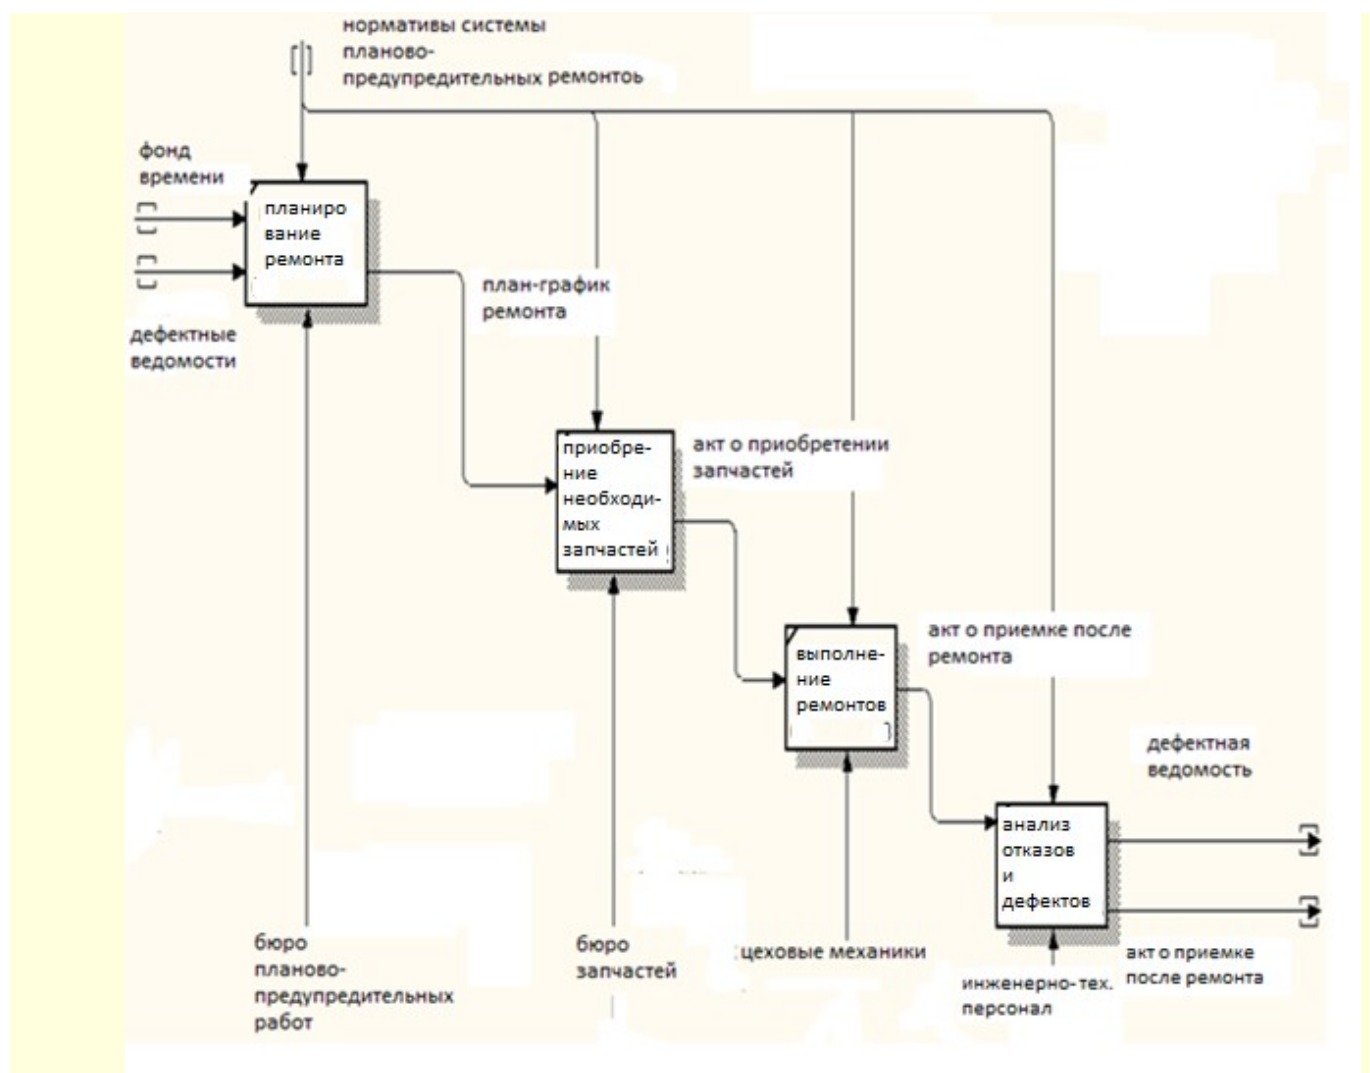 нормативы системы
планово-
предупредительных ремонтоь
фонд
времени
планиро
вание
ремонта
дефектные
ведомости
план-график
ремонта
приобре-
ние
необходи-
мых
запчастей
акт о приобретении
запчастей
выполне-
ние
ремонтов
акт о приемке после
ремонта
дефектная
ведомость
анализ
отказов
и
дефектов
бюро
планово-
предупредительных
работ
бюро
запчастей
цеховые механики
инженерно-тех.
персонал
акт о приемке
после ремонта